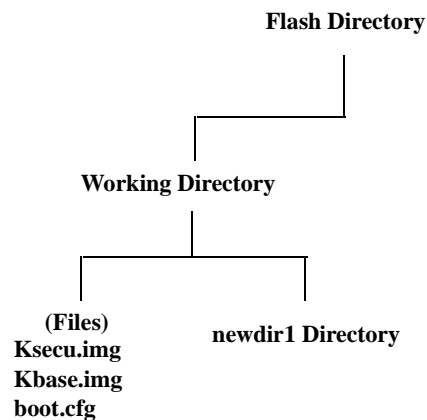 Flash Directory
Working Directory
(Files)
Ksecu.img
Kbase.img
boot.cfg
newdir1 Directory